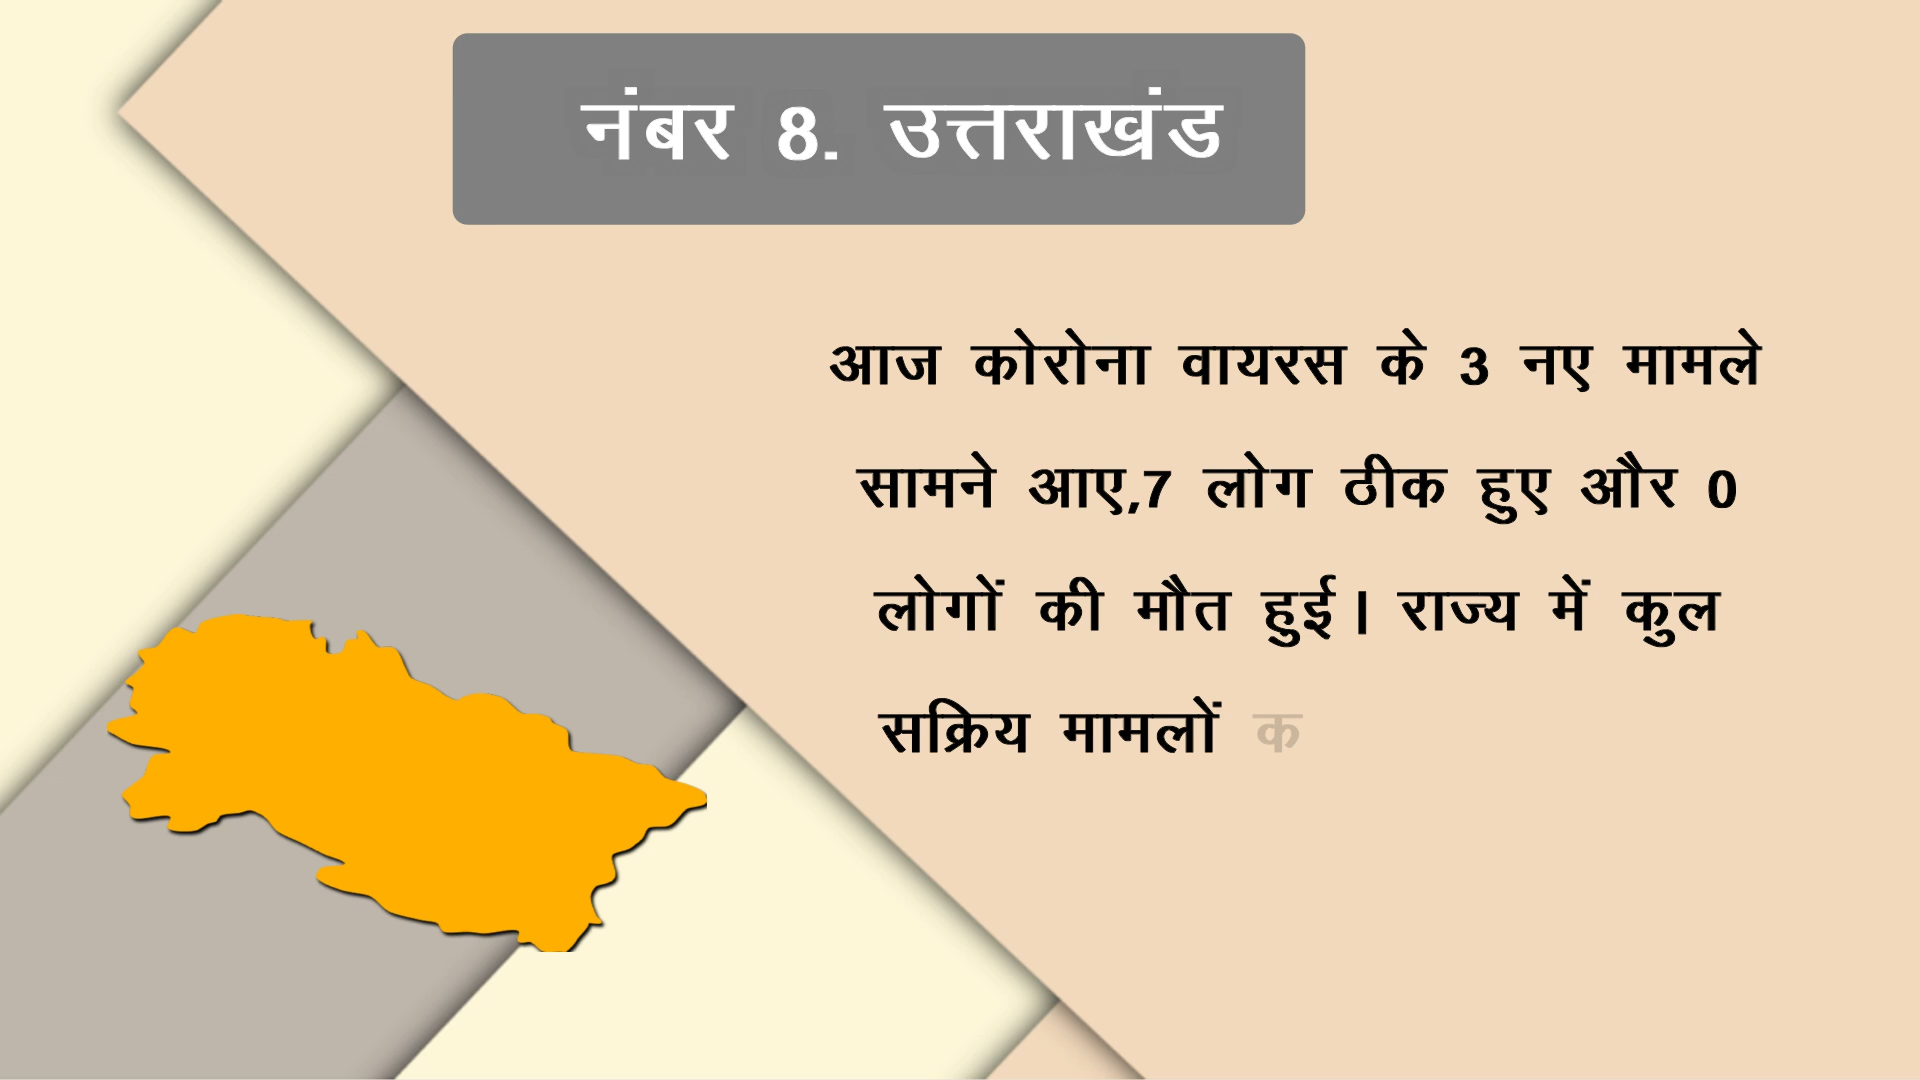 नंबर 8. उत्तराखंड
आज कोरोना वायरस के 3 नए मामले
सामने आए,7 लोग ठीक हुए और 0
लोगों की मौत हुई। राज्य में कुल
सक्रिय मामलों क